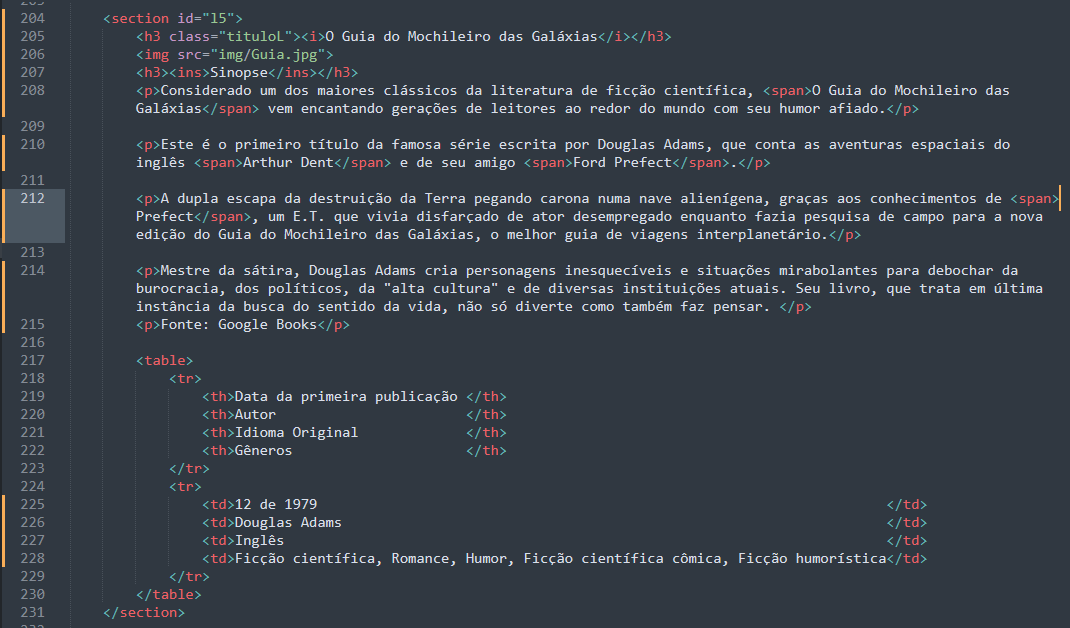 203
204 <section id="l5">
205 <h3 class="tituloL"><i>O Guia do Mochileiro das Galáxias</i></h3>
206 <img src="img/Guia.jpg">
207 <h3><ins>Sinopse</ins></h3>
208 <p>Considerado um dos maiores clássicos da literatura de ficção científica, <span>O Guia do Mochileiro das
Galáxias</span> vem encantando gerações de leitores ao redor do mundo com seu humor afiado.</p>
209
210 <p>Este é o primeiro título da famosa série escrita por Douglas Adams, que conta as aventuras espaciais do
inglês <span>Arthur Dent</span> e de seu amigo <span>Ford Prefect</span>.</p>
211
212 <p>A dupla escapa da destruição da Terra pegando carona numa nave alienígena, graças aos conhecimentos de <span>
Prefect</span>, um E.T. que vivia disfarçado de ator desempregado enquanto fazia pesquisa de campo para a nova
edição do Guia do Mochileiro das Galáxias, o melhor guia de viagens interplanetário.</p>
213
214 <p>Mestre da sátira, Douglas Adams cria personagens inesquecíveis e situações mirabolantes para debochar da
burocracia, dos políticos, da "alta cultura" e de diversas instituições atuais. Seu livro, que trata em última
instância da busca do sentido da vida, não só diverte como também faz pensar. </p>
215 <p>Fonte: Google Books</p>
216
217 <table>
218 <tr>
219 <th>Data da primeira publicação </th>
220 <th>Autor </th>
221 <th>Idioma Original </th>
222 <th>Gêneros </th>
223 </tr>
224 <tr>
225 <td>12 de 1979 </td>
226 <td>Douglas Adams </td>
227 <td>Inglês </td>
228 <td>Ficção científica, Romance, Humor, Ficção científica cômica, Ficção humorística</td>
229 </tr>
230 </table>
231 </section>
232